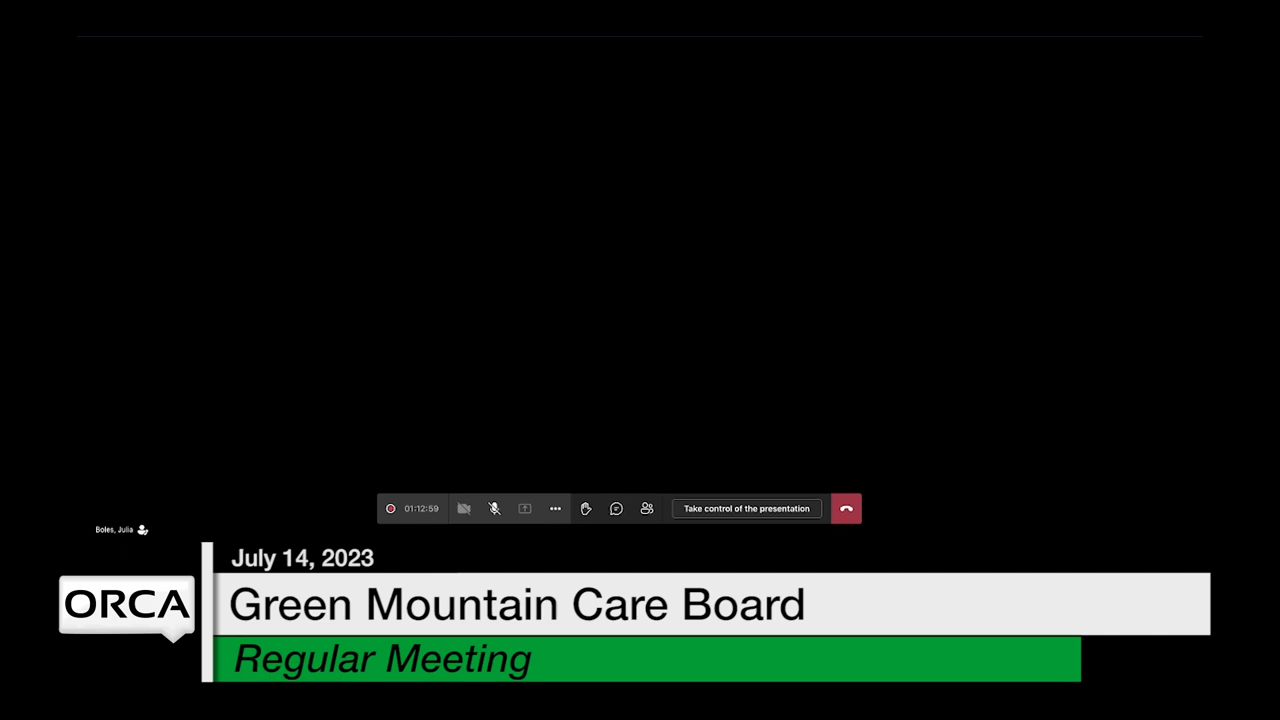 01:12:59
Take control of the presentation
Boles, Julia
July 14, 2023
ORCA
Green Mountain Care Board
Regular Meeting